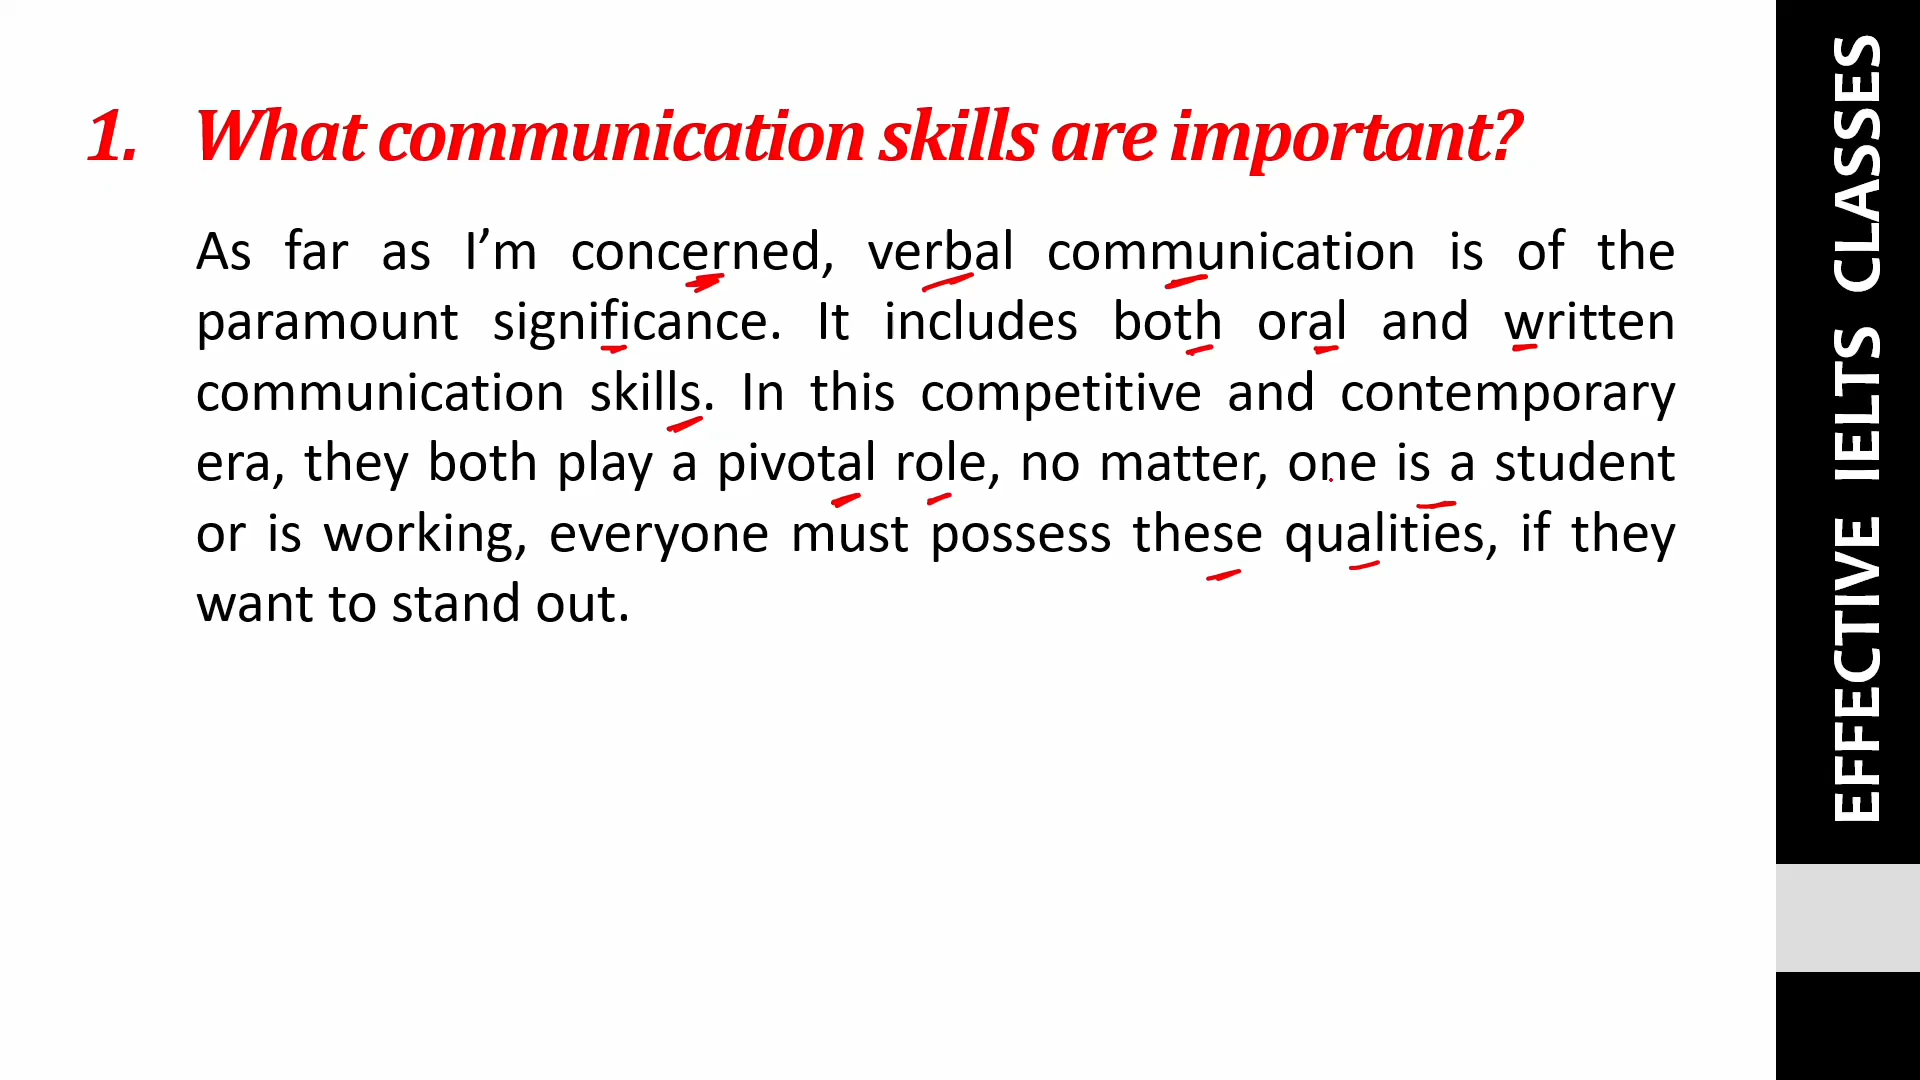 1. What communication skills are important?
As far as I’m concerned, verbal communication is of the
paramount significance. It includes both oral and written
communication skills. In this competitive and contemporary
era, they both play a pivotal role, no matter, one is a student
or is working, everyone must possess these qualities, if they
want to stand out.
EFFECTIVE IELTS CLASSES